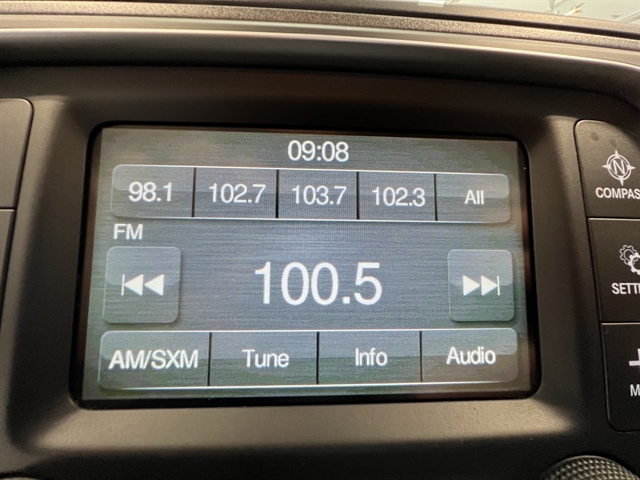 09:08
98.1 102.7 103.7 102.3 All
FM
N
COMPAS
100.5
SETTI
AM/SXM Tune Info Audio
M